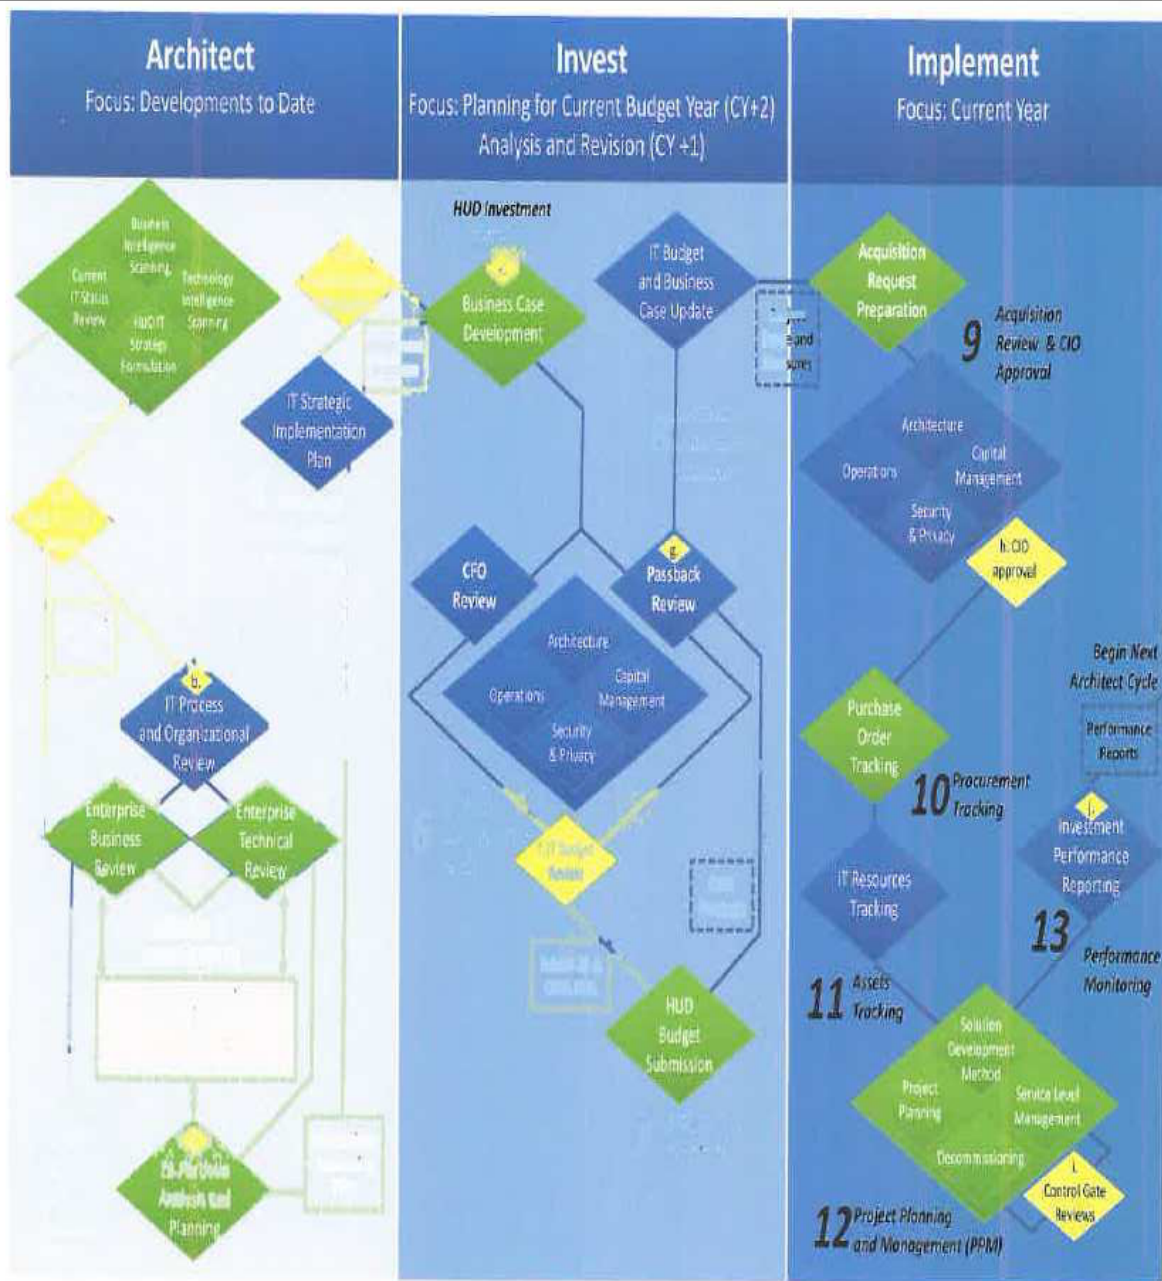 Architect
Focus: Developments to Date
Business
Intelligence
Scanning,
Current
IT Status
Review
Technology
Intelligence
Scanning
HUD IT
Strategy
Formulation
IT Strategic
Implementation
Plan
b.
IT Process
and Organizational
Review
Enterprise
Business
Review
Enterprise
Technical
Review
Analysis and
Planning
Invest
Focus: Planning for Current Budget Year (CY+2)
Analysis and Revision (CY +1)
HUD Investment
Business Case
Development
IT Budget
and Business
Case Update
e and
sures
CFO
Review
g.
Passback
Review
Architecture
Operations
Capital
Management
Security
& Privacy
IT Budget
Review
HUD
Budget
Submission
Implement
Focus: Current Year
Acquisition
Request
Preparation
9 Acquisition
Review & CIO
Approval
Architecture
Operations
Capital
Management
Security
& Privacy
h. CIO
approval
Begin Next
Architect Cycle
Performance
Reports
Purchase
Order
Tracking
10 Procurement
Tracking
Investment
Performance
Reporting
IT Resources
Tracking
13 Performance
Monitoring
11 Assets
Tracking
Solution
Development
Method
Project
Planning
Service Level
Management
Decommissioning
i.
Control Gate
Reviews
12 Project Planning
and Management (PPM)